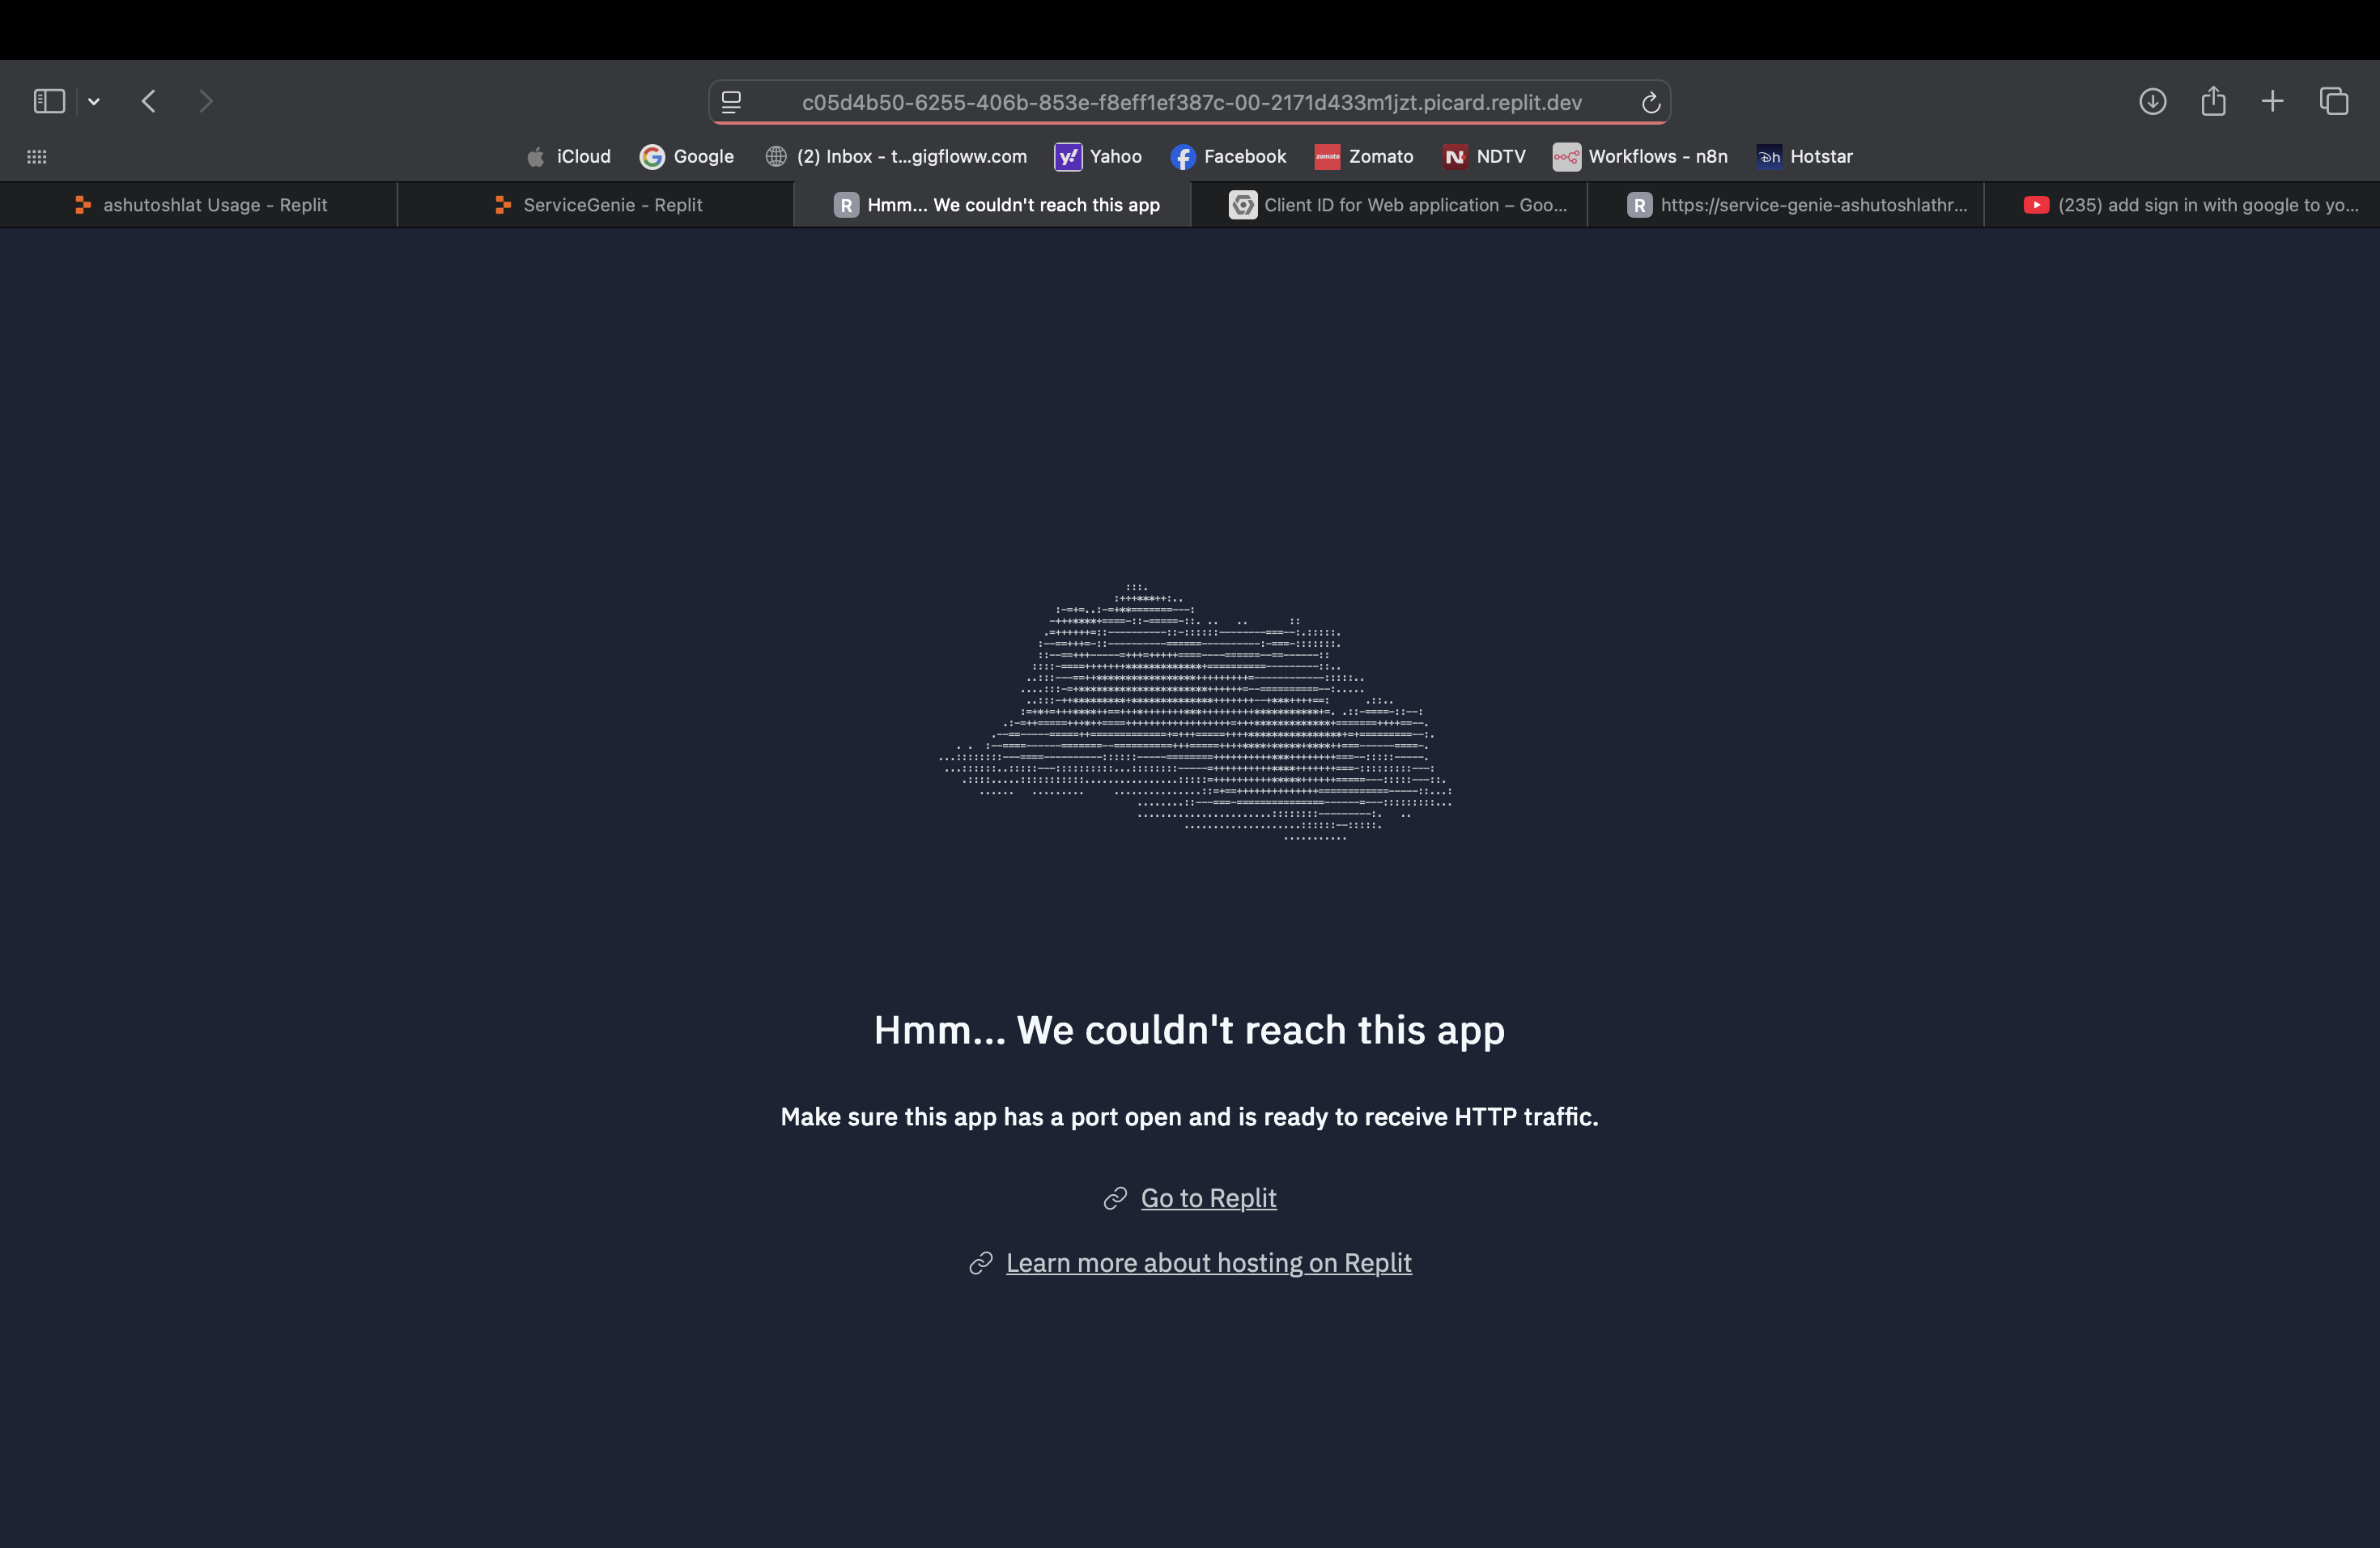 c05d4b50-6255-406b-853e-f8eff1ef387c-00-2171d433m1jzt.picard.replit.dev
iCloud Google (2) Inbox - t...gigfloww.com Yahoo Facebook zomato Zomato NDTV Workflows - n8n Hotstar
ashutoshlat Usage - Replit ServiceGenie - Replit R Hmm... We couldn't reach this app Client ID for Web application – Goo... R https://service-genie-ashutoshlathr... (235) add sign in with google to yo...
Hmm... We couldn't reach this app
Make sure this app has a port open and is ready to receive HTTP traffic.
Go to Replit
Learn more about hosting on Replit